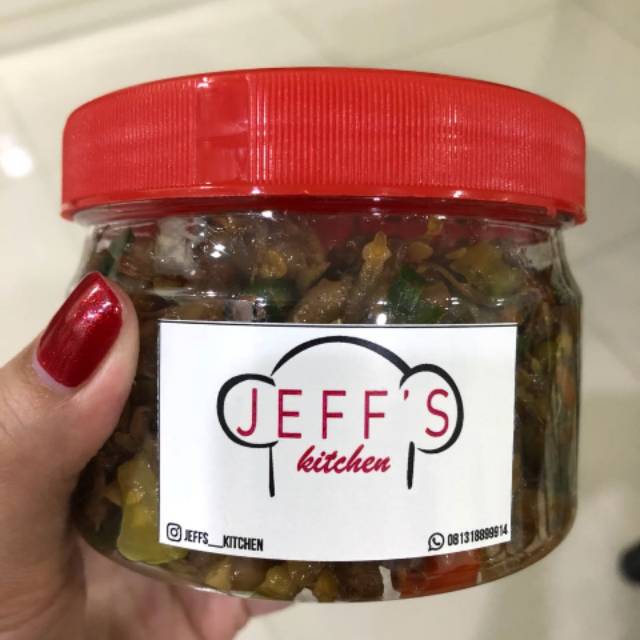 JEFF'S
kitchen
JEFFS__KITCHEN
081318899914